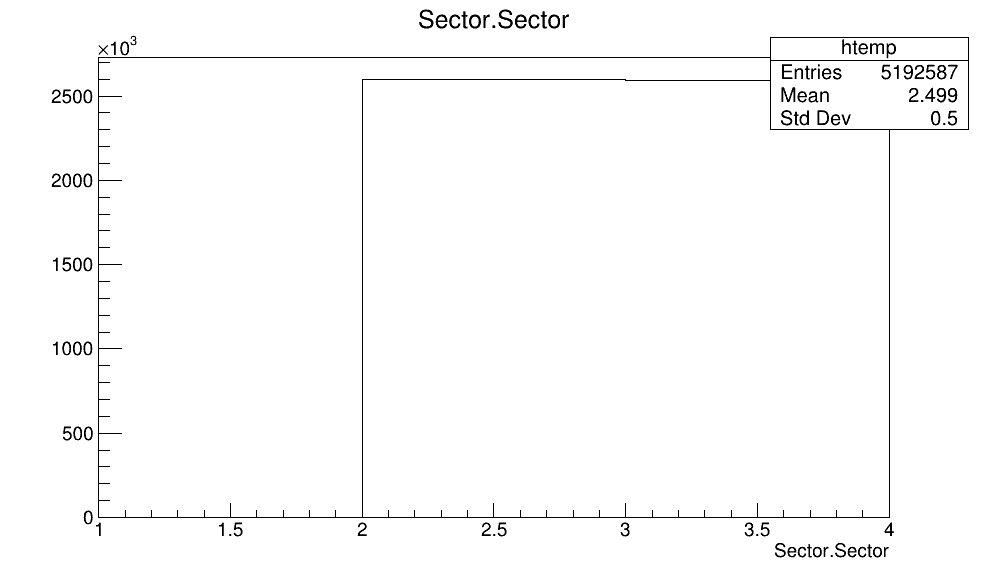 Sector.Sector
×10³
htemp
Entries 5192587
Mean 2.499
Std Dev 0.5
2500
2000
1500
1000
500
0
1 1.5 2 2.5 3 3.5 4
Sector.Sector